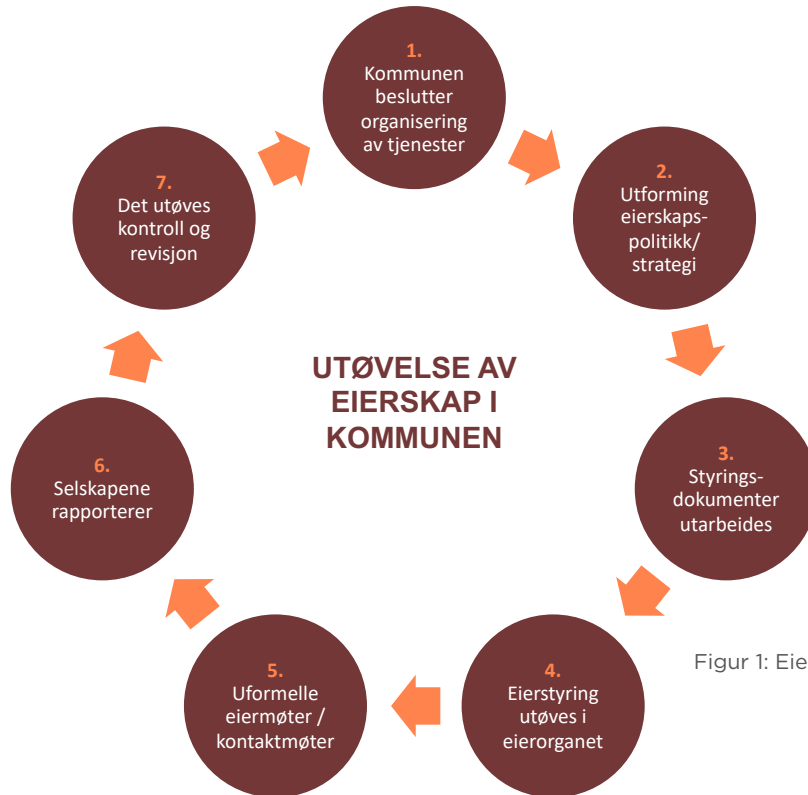 1.
Kommunen
beslutter
organisering
av tjenester
2.
Utforming
eierskaps-
politikk/
strategi
3.
Styrings-
dokumenter
utarbeides
4.
Eierstyring
utøves i
eierorganet
5.
Uformelle
eiermøter /
kontaktmøter
6.
Selskapene
rapporterer
7.
Det utøves
kontroll og
revisjon
UTØVELSE AV
EIERSKAP I
KOMMUNEN
Figur 1: Eie